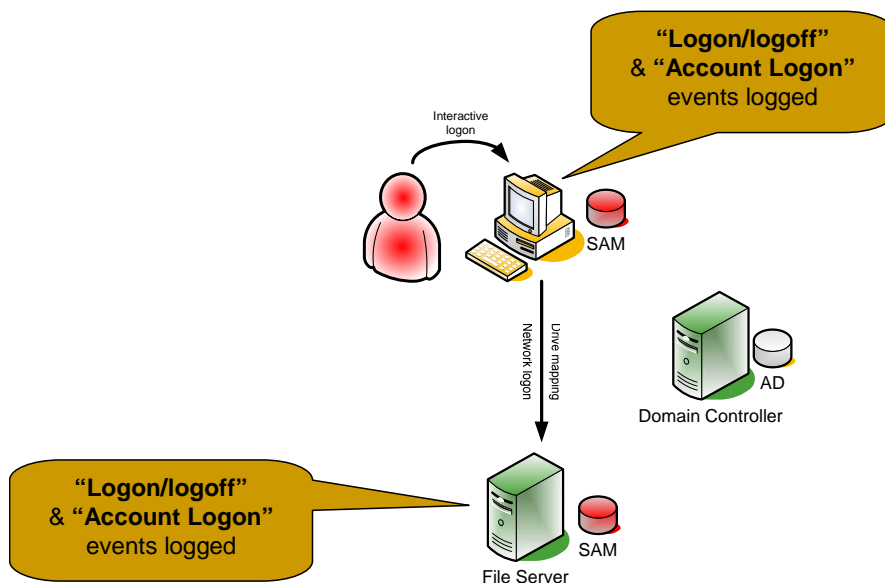 “Logon/logoff”
& “Account Logon”
events logged
Interactive
logon
SAM
Drive mapping
Network logon
AD
Domain Controller
“Logon/logoff”
& “Account Logon”
events logged
SAM
File Server